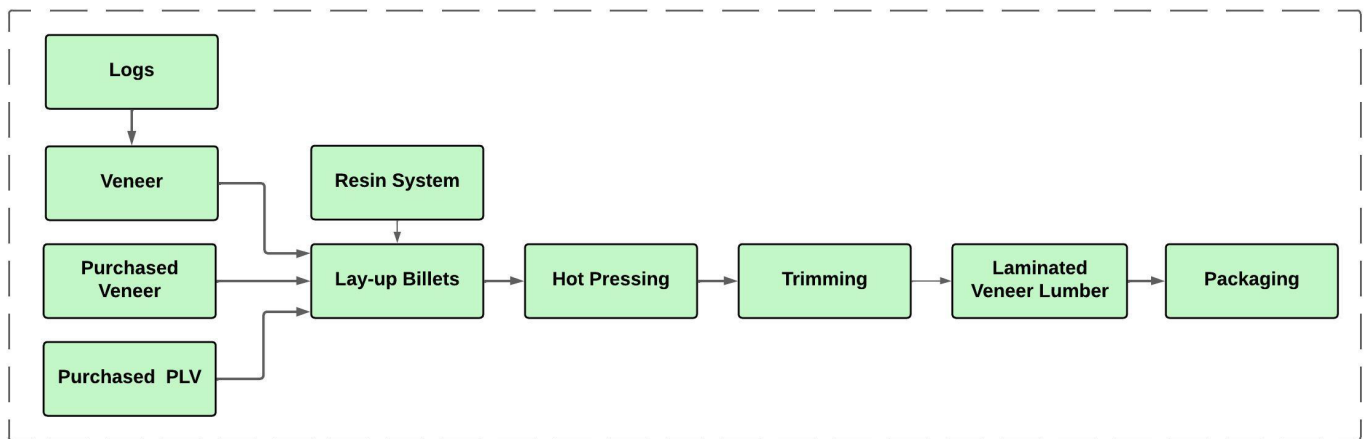 Logs
Veneer
Resin System
Purchased
Veneer
Lay-up Billets
Hot Pressing
Trimming
Laminated
Veneer Lumber
Packaging
Purchased PLV